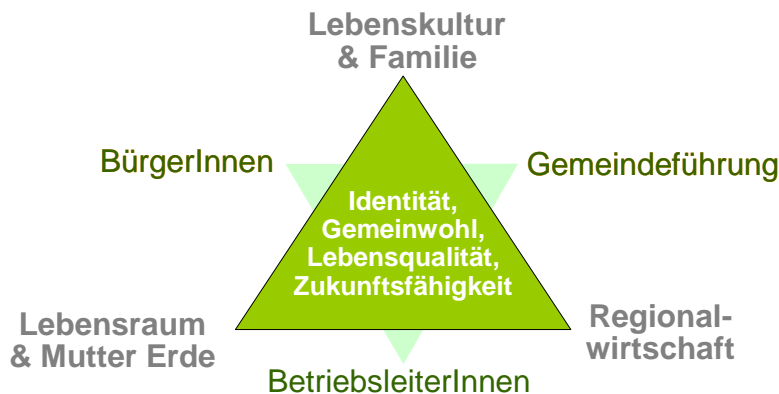 Lebenskultur
& Familie
BürgerInnen
Gemeindeführung
Identität,
Gemeinwohl,
Lebensqualität,
Zukunftsfähigkeit
Lebensraum
& Mutter Erde
Regional-
wirtschaft
BetriebsleiterInnen